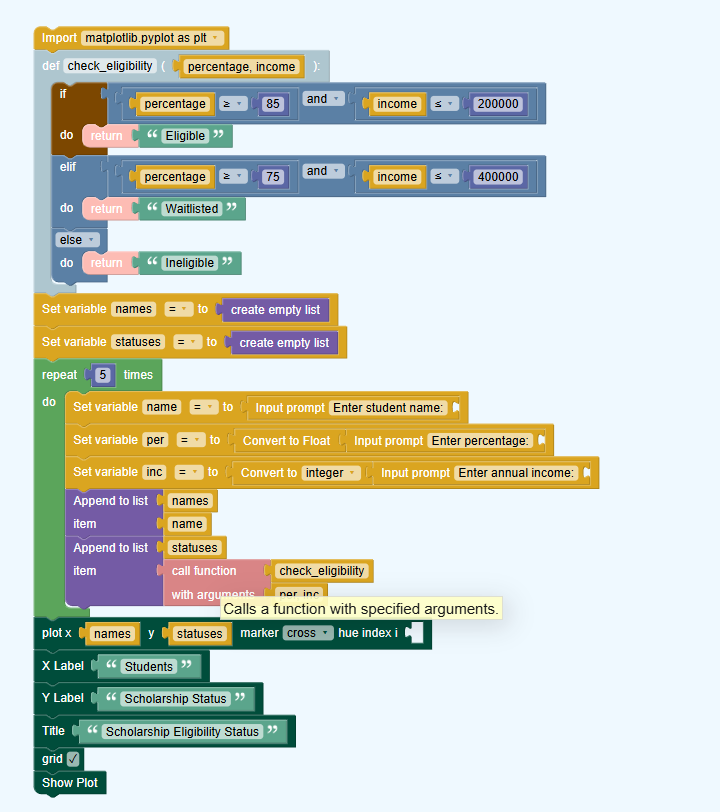 Import matplotlib.pyplot as plt
def check_eligibility ( percentage, income ):
if percentage ≥ 85 and income ≤ 200000
do return “ Eligible ”
elif percentage ≥ 75 and income ≤ 400000
do return “ Waitlisted ”
else
do return “ Ineligible ”
Set variable names = to create empty list
Set variable statuses = to create empty list
repeat 5 times
do Set variable name = to Input prompt Enter student name:
Set variable per = to Convert to Float Input prompt Enter percentage:
Set variable inc = to Convert to integer Input prompt Enter annual income:
Append to list names
item name
Append to list statuses
item call function check_eligibility
with arguments per, inc
Calls a function with specified arguments.
plot x names y statuses marker cross hue index i
X Label “ Students ”
Y Label “ Scholarship Status ”
Title “ Scholarship Eligibility Status ”
grid
Show Plot